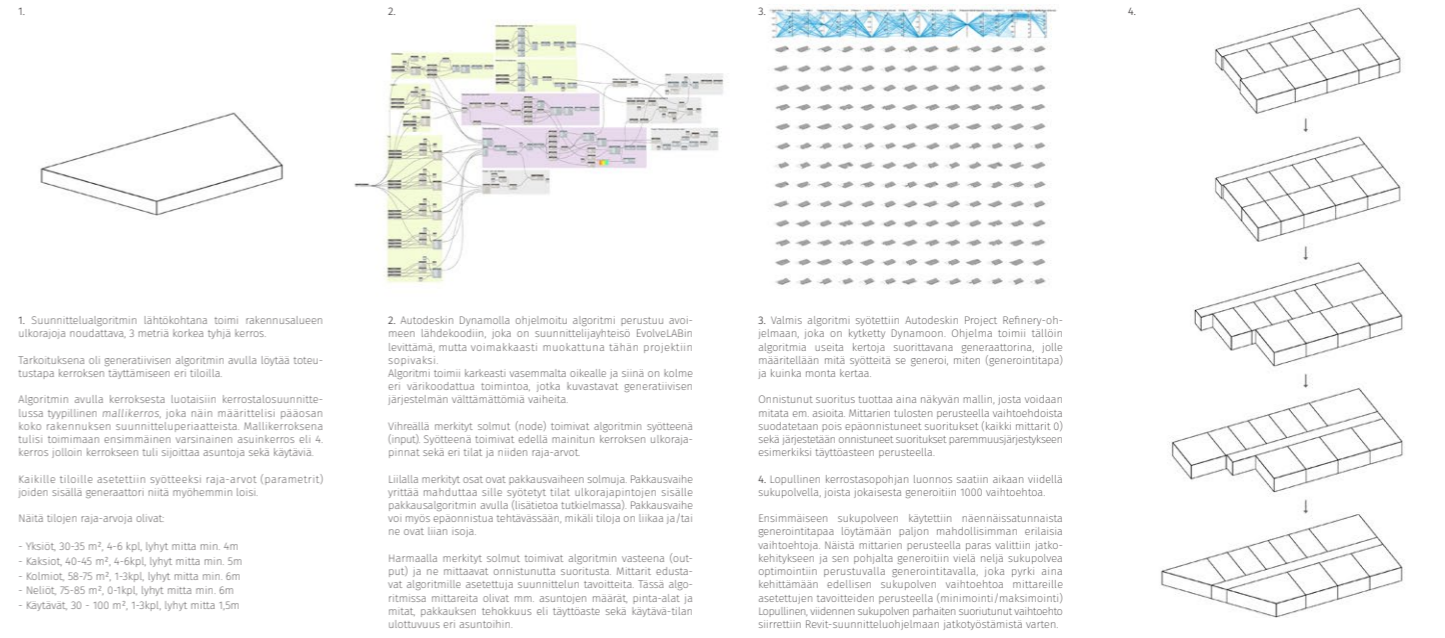 1.
2.
3.
4.
1. Suunnittelualgoritmin lähtökohtana toimi rakennusalueen
ulkorajoja noudattava, 3 metriä korkea tyhjä kerros.
Tarkoituksena oli generatiivisen algoritmin avulla löytää toteu-
tustapa kerroksen täyttämiseen eri tiloilla.
Algoritmin avulla kerroksesta luotaisiin kerrostalosuunnitte-
lussa tyypillinen mallikerros, joka näin määrittelisi pääosan
koko rakennuksen suunnitteluperiaatteista. Mallikerroksena
tulisi toimimaan ensimmäinen varsinainen asuinkerros eli 4.
kerros jolloin kerrokseen tuli sijoittaa asuntoja sekä käytäviä.
Kaikille tiloille asetettiin syötteeksi raja-arvot (parametrit)
joiden sisällä generaattori niitä myöhemmin loisi.
Näitä tilojen raja-arvoja olivat:
- Yksiöt, 30-35 m², 4-6 kpl, lyhyt mitta min. 4m
- Kaksiot, 40-45 m², 4-6kpl, lyhyt mitta min. 5m
- Kolmiot, 58-75 m², 1-3kpl, lyhyt mitta min. 6m
- Neliöt, 75-85 m², 0-1kpl, lyhyt mitta min. 6m
- Käytävät, 30 - 100 m², 1-3kpl, lyhyt mitta 1,5m
2. Autodeskin Dynamolla ohjelmoitu algoritmi perustuu avoi-
meen lähdekoodiin, joka on suunnittelijayhteisö EvolveLABin
levittämä, mutta voimakkaasti muokattuna tähän projektiin
sopivaksi.
Algoritmi toimii karkeasti vasemmalta oikealle ja siinä on kolme
eri värikoodattua toimintoa, jotka kuvastavat generatiivisen
järjestelmän välttämättömiä vaiheita.
Vihreällä merkityt solmut (node) toimivat algoritmin syötteenä
(input). Syötteenä toimivat edellä mainitun kerroksen ulkoraja-
pinnat sekä eri tilat ja niiden raja-arvot.
Liilalla merkityt osat ovat pakkausvaiheen solmuja. Pakkausvaihe
yrittää mahduttaa sille syötetyt tilat ulkorajapintojen sisälle
pakkausalgoritmin avulla (lisätietoa tutkielmassa). Pakkausvaihe
voi myös epäonnistua tehtävässään, mikäli tiloja on liikaa ja/tai
ne ovat liian isoja.
Harmaalla merkityt solmut toimivat algoritmin vasteena (out-
put) ja ne mittaavat onnistunutta suoritusta. Mittarit edusta-
vat algoritmille asetettuja suunnittelun tavoitteita. Tässä algo-
ritmissa mittareita olivat mm. asuntojen määrät, pinta-alat ja
mitat, pakkauksen tehokkuus eli täyttöaste sekä käytävä-tilan
ulottuvuus eri asuntoihin.
3. Valmis algoritmi syötettiin Autodeskin Project Refinery-oh-
jelmaan, joka on kytketty Dynamoon. Ohjelma toimii tällöin
algoritmia useita kertoja suorittavana generaattorina, jolle
määritellään mitä syötteitä se generoi, miten (generointitapa)
ja kuinka monta kertaa.
Onnistunut suoritus tuottaa aina näkyvän mallin, josta voidaan
mitata em. asioita. Mittarien tulosten perusteella vaihtoehdoista
suodatetaan pois epäonnistuneet suoritukset (kaikki mittarit 0)
sekä järjestetään onnistuneet suoritukset paremmuusjärjestykseen
esimerkiksi täyttöasteen perusteella.
4. Lopullinen kerrostasopohjan luonnos saatiin aikaan viidellä
sukupolvella, joista jokaisesta generoitiin 1000 vaihtoehtoa.
Ensimmäiseen sukupolveen käytettiin näennäissatunnaista
generointitapaa löytämään paljon mahdollisimman erilaisia
vaihtoehtoja. Näistä mittarien perusteella paras valittiin jatko-
kehitykseen ja sen pohjalta generoitiin vielä neljä sukupolvea
optimointiin perustuvalla generointitavalla, joka pyrki aina
kehittämään edellisen sukupolven vaihtoehtoa mittareille
asetettujen tavoitteiden perusteella (minimointi/maksimointi)
Lopullinen, viidennen sukupolven parhaiten suoriutunut vaihtoehto
siirrettiin Revit-suunnitteluohjelmaan jatkotyöstämistä varten.